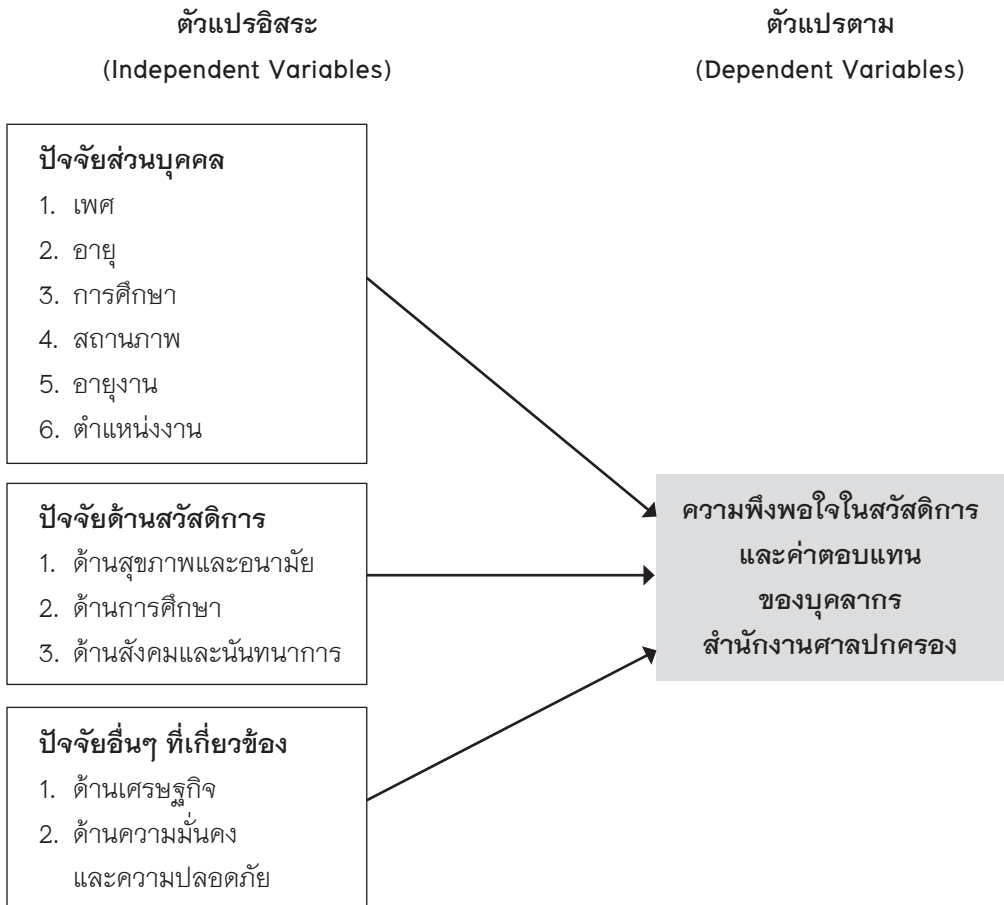 ตัวแปรอิสระ
(Independent Variables)
ตัวแปรตาม
(Dependent Variables)
ปัจจัยส่วนบุคคล
1. เพศ
2. อายุ
3. การศึกษา
4. สถานภาพ
5. อายุงาน
6. ตำแหน่งงาน
ปัจจัยด้านสวัสดิการ
1. ด้านสุขภาพและอนามัย
2. ด้านการศึกษา
3. ด้านสังคมและนันทนาการ
ปัจจัยอื่นๆ ที่เกี่ยวข้อง
1. ด้านเศรษฐกิจ
2. ด้านความมั่นคง
และความปลอดภัย
ความพึงพอใจในสวัสดิการ
และค่าตอบแทน
ของบุคลากร
สำนักงานศาลปกครอง